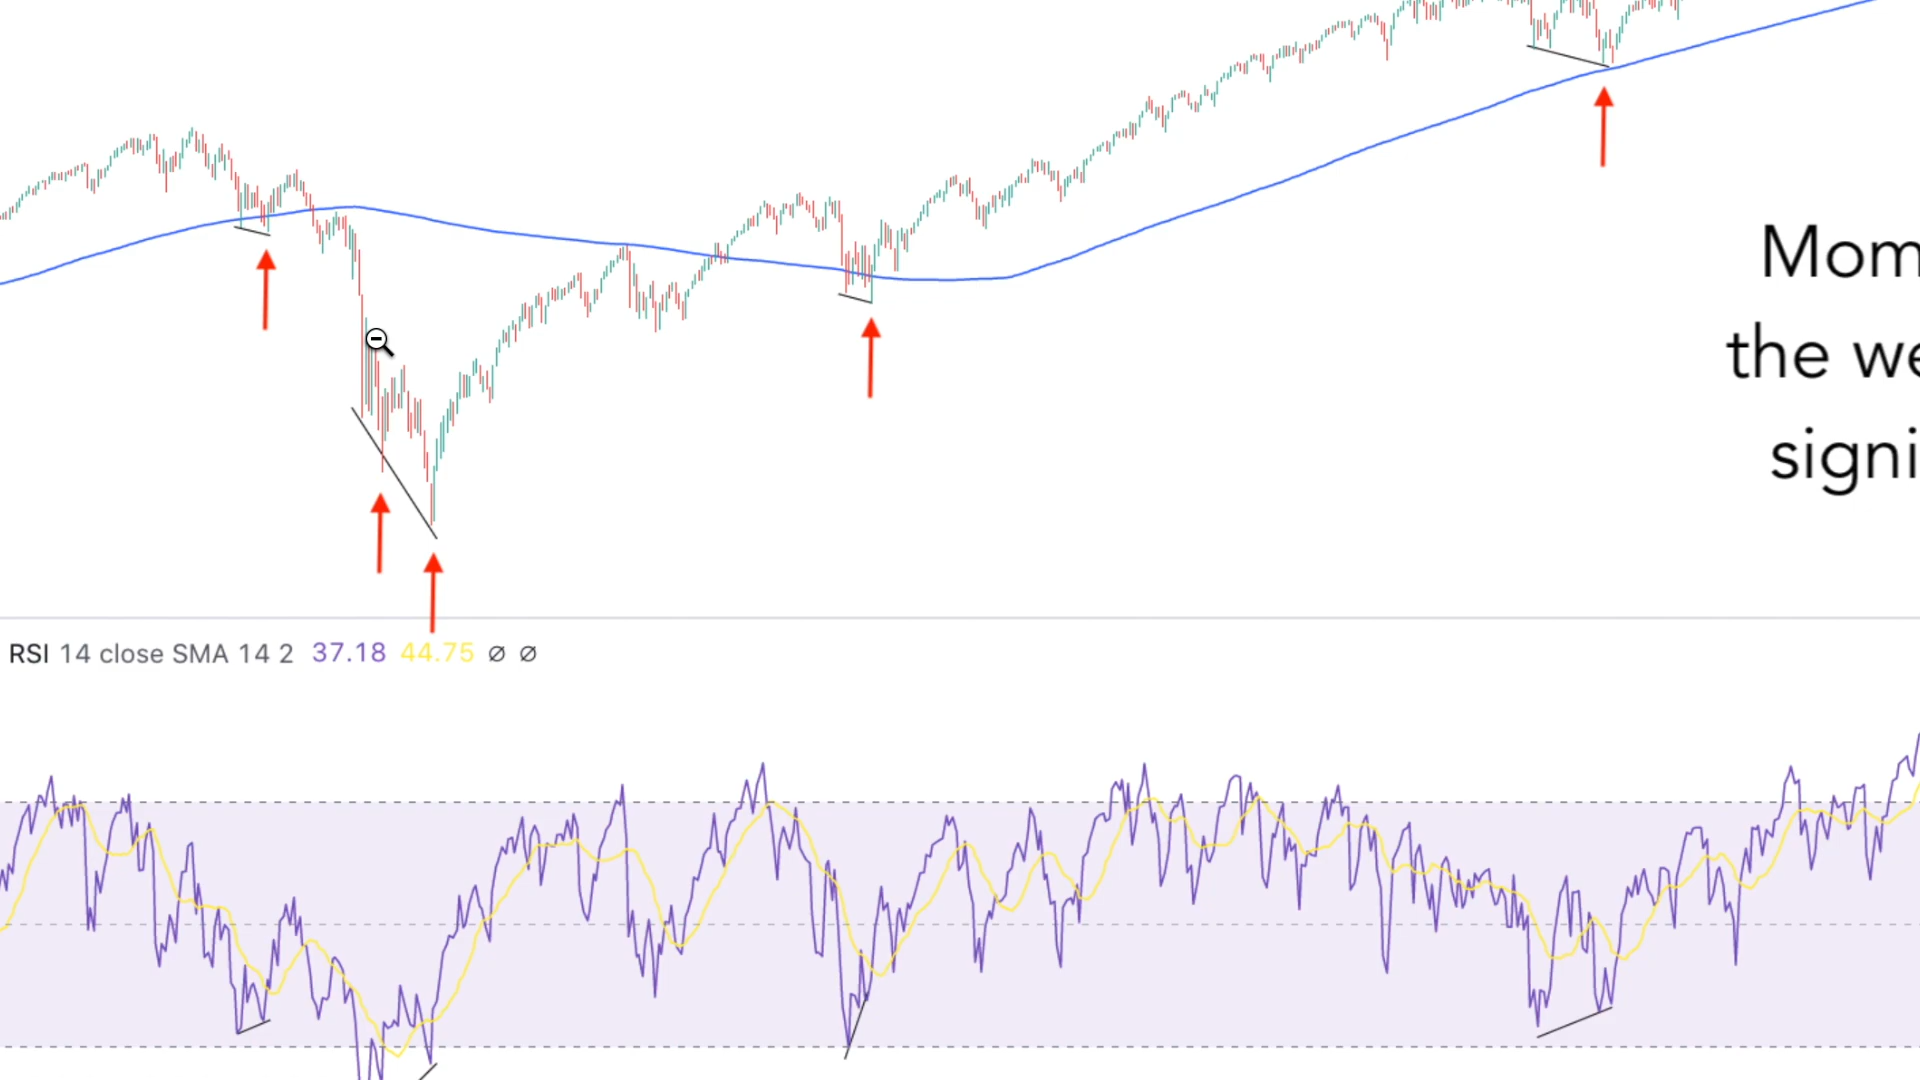 Mom
the we
signi
RSI 14 close SMA 14 2 37.18 44.75 ∅ ∅